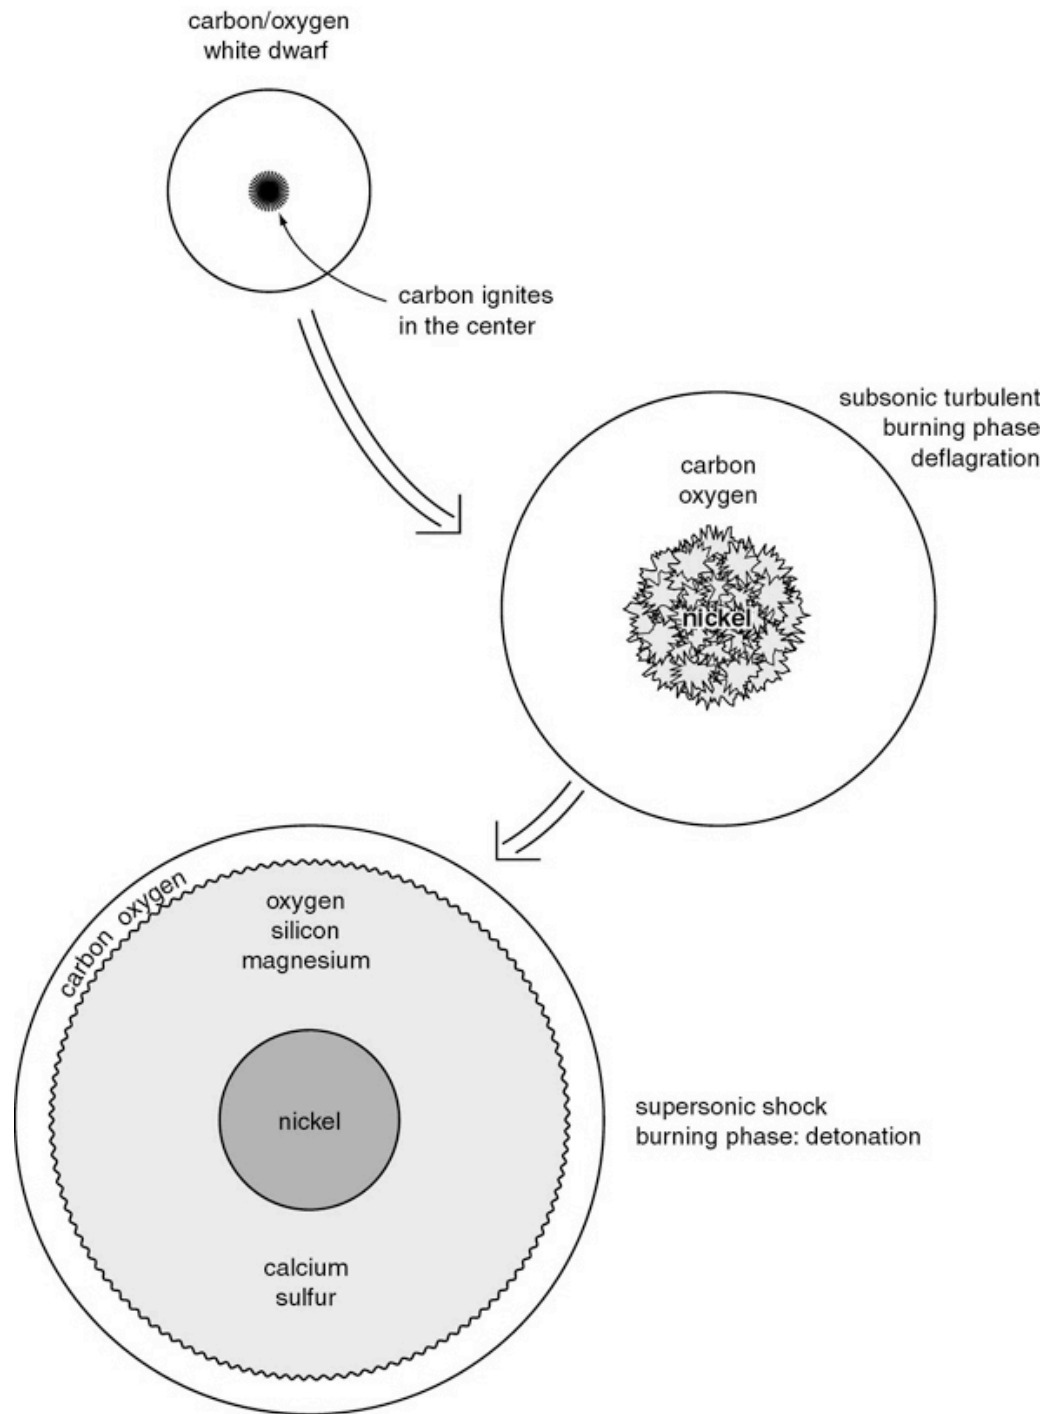 carbon/oxygen
white dwarf
carbon ignites
in the center
subsonic turbulent
burning phase
deflagration
carbon
oxygen
nickel
carbon oxygen
oxygen
silicon
magnesium
nickel
calcium
sulfur
supersonic shock
burning phase: detonation